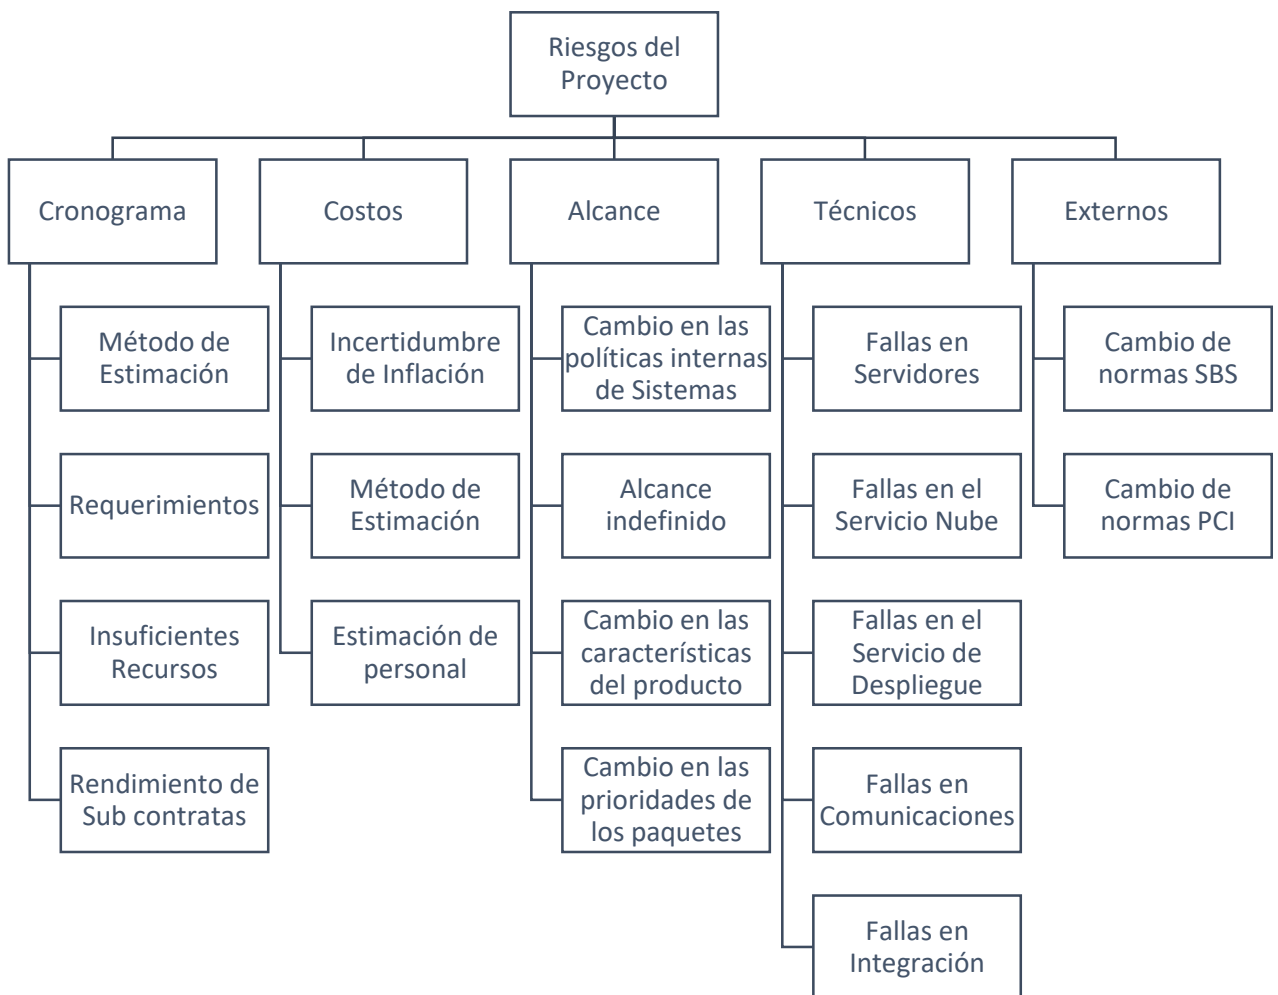 Riesgos del
Proyecto
Cronograma
Costos
Alcance
Técnicos
Externos
Método de
Estimación
Requerimientos
Insuficientes
Recursos
Rendimiento de
Sub contratas
Incertidumbre
de Inflación
Método de
Estimación
Estimación de
personal
Cambio en las
políticas internas
de Sistemas
Alcance
indefinido
Cambio en las
características
del producto
Cambio en las
prioridades de
los paquetes
Fallas en
Servidores
Fallas en el
Servicio Nube
Fallas en el
Servicio de
Despliegue
Fallas en
Comunicaciones
Fallas en
Integración
Cambio de
normas SBS
Cambio de
normas PCI